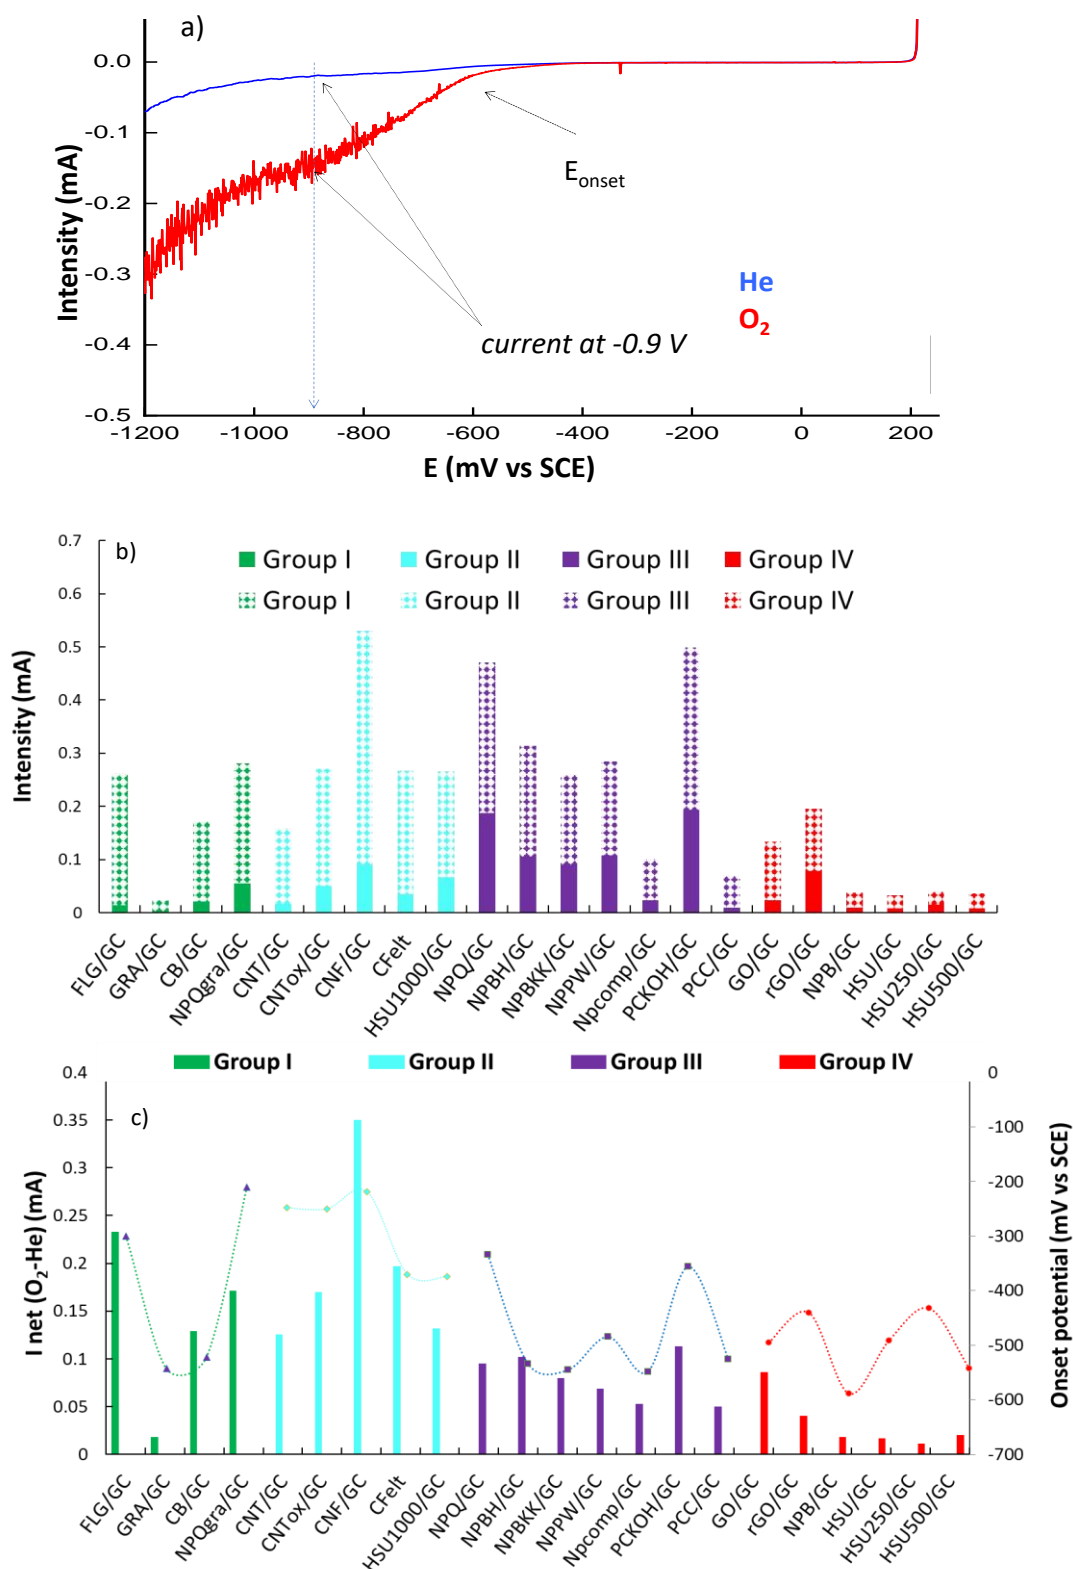 a)
0.0
-0.1
-0.2
-0.3
-0.4
-0.5
Intensity (mA)
E_onset
He
O₂
current at -0.9 V
-1200 -1000 -800 -600 -400 -200 0 200
E (mV vs SCE)
b)
0.7
0.6
0.5
0.4
0.3
0.2
0.1
0
Intensity (mA)
Group I Group II Group III Group IV
Group I Group II Group III Group IV
FLG/GC
GRA/GC
CB/GC
NPQgra/GC
CNT/GC
CNTox/GC
CNF/GC
CFelt
HSU1000/GC
NPQ/GC
NPBH/GC
NPBKK/GC
NPPW/GC
Npcomp/GC
PCKOH/GC
PCC/GC
GO/GC
rGO/GC
NPB/GC
HSU/GC
HSU250/GC
HSU500/GC
Group I Group II Group III Group IV
c)
0.4
0.35
0.3
0.25
0.2
0.15
0.1
0.05
0
I net (O₂-He) (mA)
0
-100
-200
-300
-400
-500
-600
-700
Onset potential (mV vs SCE)
FLG/GC
GRA/GC
CB/GC
NPQgra/GC
CNT/GC
CNTox/GC
CNF/GC
CFelt
HSU1000/GC
NPQ/GC
NPBH/GC
NPBKK/GC
NPPW/GC
Npcomp/GC
PCKOH/GC
PCC/GC
GO/GC
rGO/GC
NPB/GC
HSU/GC
HSU250/GC
HSU500/GC